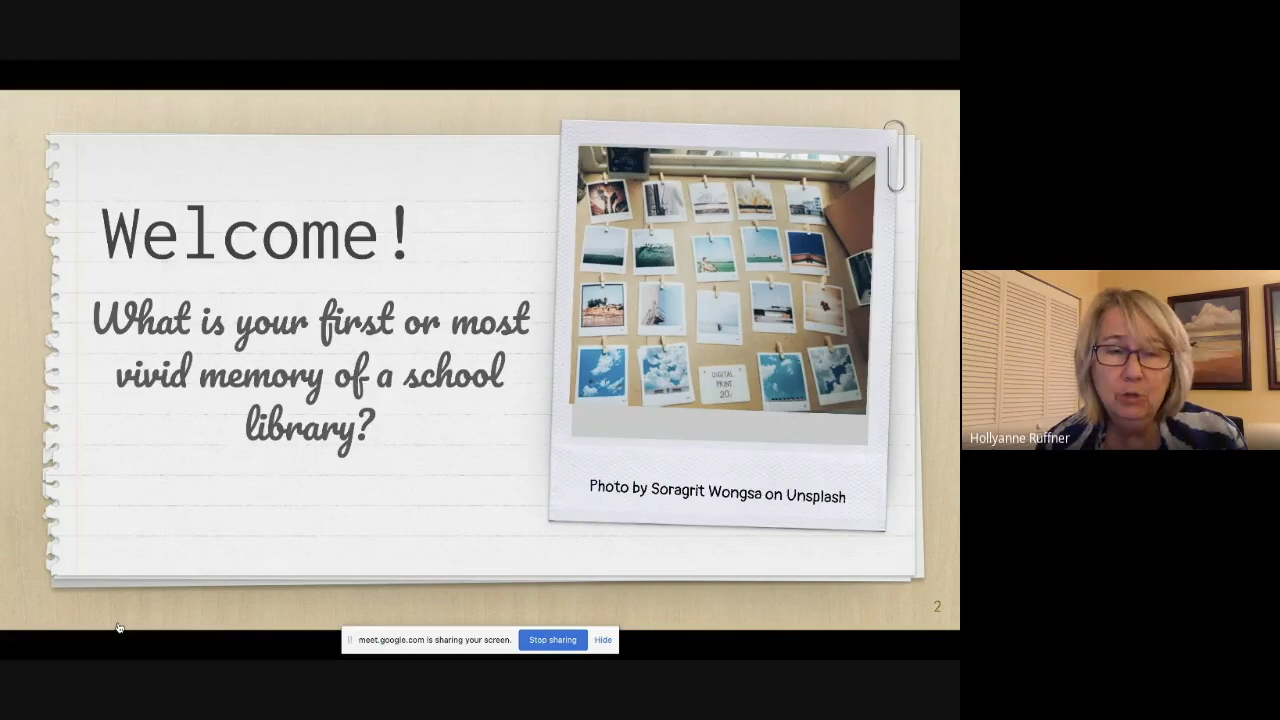 Welcome!
What is your first or most
vivid memory of a school
library?
DIGITAL
PRINT
Photo by Soragrit Wongsa on Unsplash
2
meet.google.com is sharing your screen.
Stop sharing
Hide
Hollyanne Ruffner